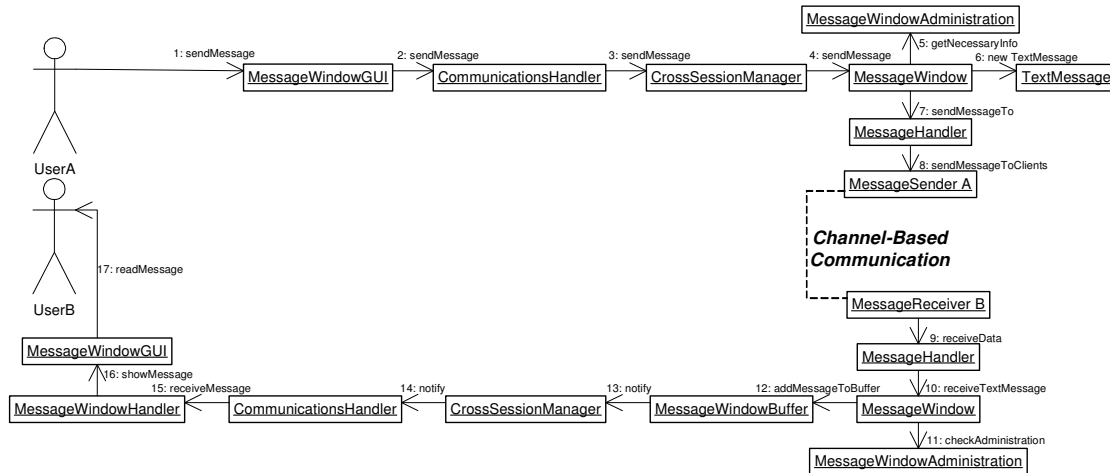 MessageWindowAdministration
1: sendMessage
2: sendMessage
3: sendMessage
4: sendMessage
5: getNecessaryInfo
6: new TextMessage
MessageWindowGUI
CommunicationsHandler
CrossSessionManager
MessageWindow
TextMessage
7: sendMessageTo
MessageHandler
UserA
8: sendMessageToClients
MessageSender A
Channel-Based
Communication
17: readMessage
UserB
MessageReceiver B
9: receiveData
MessageWindowGUI
MessageHandler
16: showMessage
15: receiveMessage
14: notify
13: notify
12: addMessageToBuffer
10: receiveTextMessage
MessageWindowHandler
CommunicationsHandler
CrossSessionManager
MessageWindowBuffer
MessageWindow
11: checkAdministration
MessageWindowAdministration